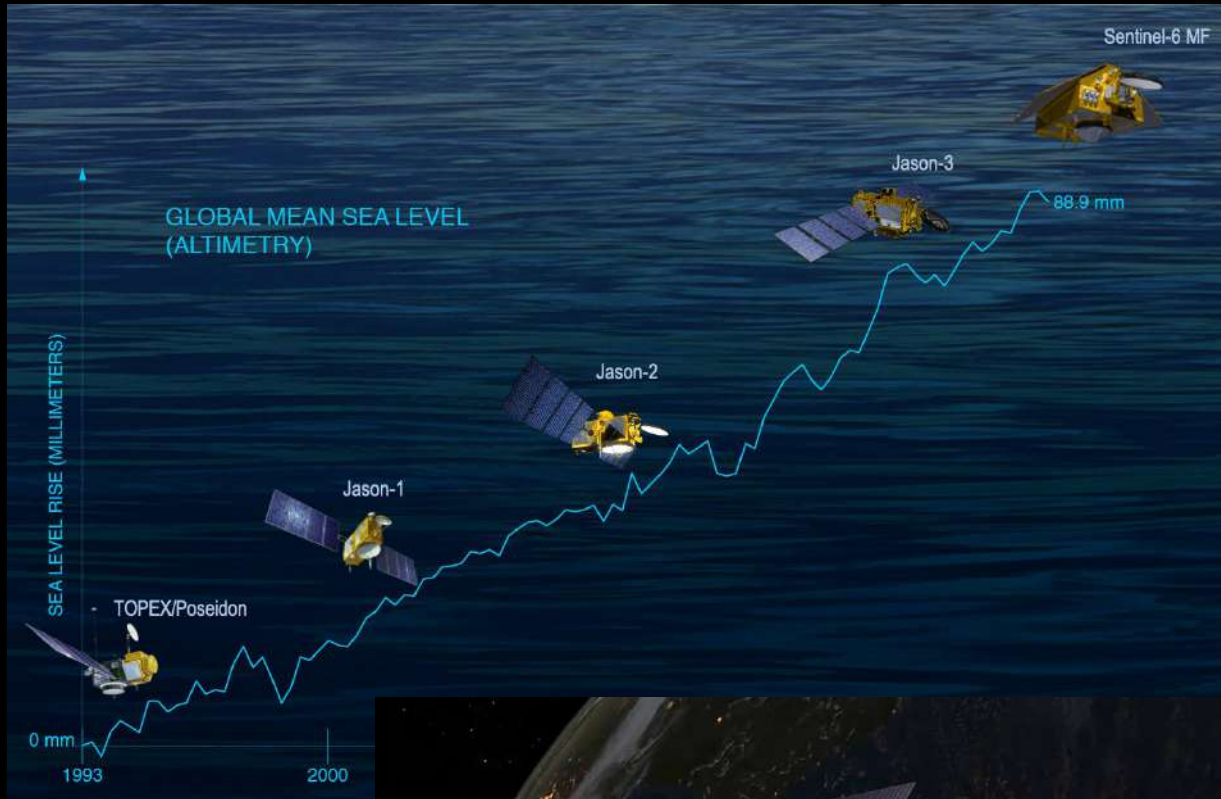 Sentinel-6 MF
Jason-3
88.9 mm
GLOBAL MEAN SEA LEVEL
(ALTIMETRY)
Jason-2
SEA LEVEL RISE (MILLIMETERS)
Jason-1
TOPEX/Poseidon
0 mm
1993
2000